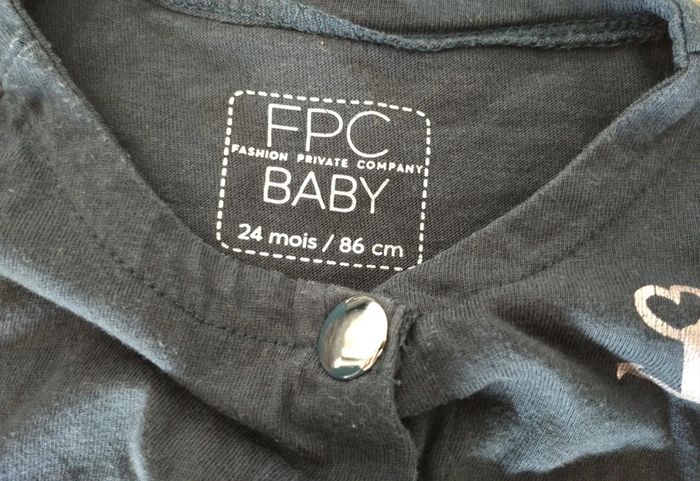 FPC
FASHION PRIVATE COMPANY
BABY
24 mois / 86 cm